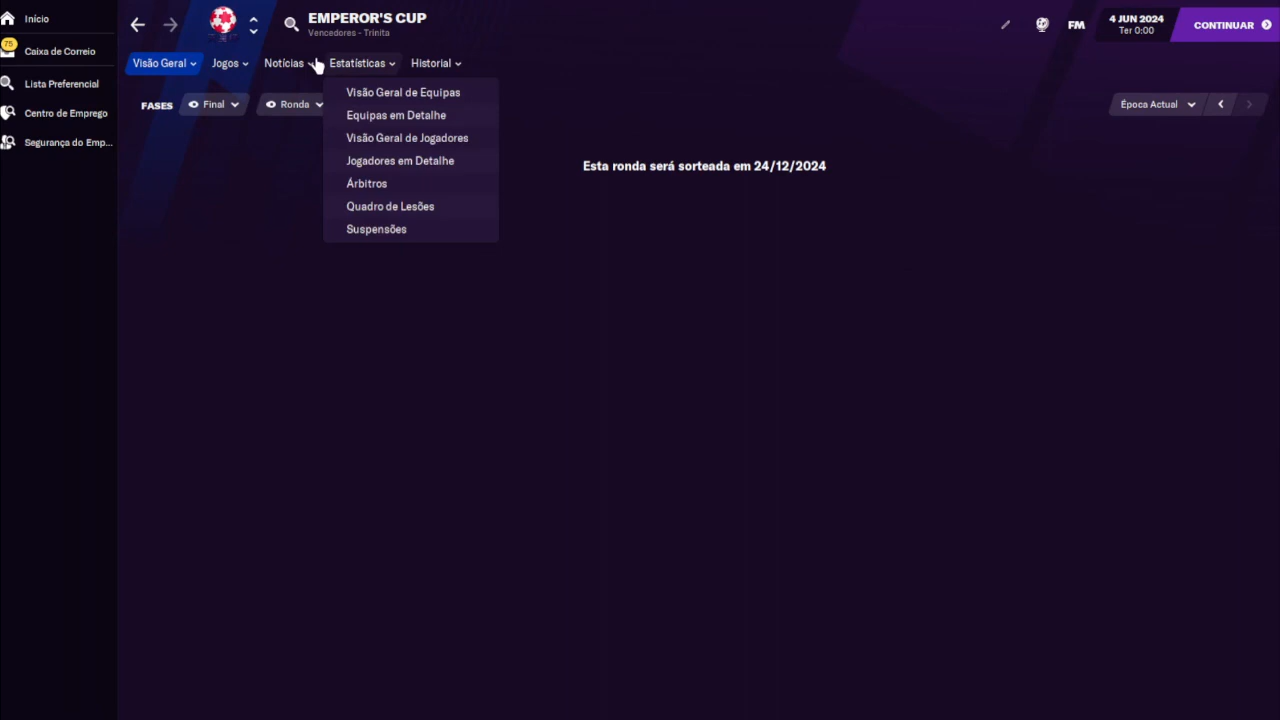 Início
75
Caixa de Correio
Lista Preferencial
Centro de Emprego
Segurança do Emp...
EMPEROR'S CUP
Vencedores - Trinita
FM
4 JUN 2024
Ter 0:00
CONTINUAR
Visão Geral
Jogos
Notícias
Estatísticas
Historial
FASES
Final
Ronda
Época Actual
Visão Geral de Equipas
Equipas em Detalhe
Visão Geral de Jogadores
Jogadores em Detalhe
Árbitros
Quadro de Lesões
Suspensões
Esta ronda será sorteada em 24/12/2024